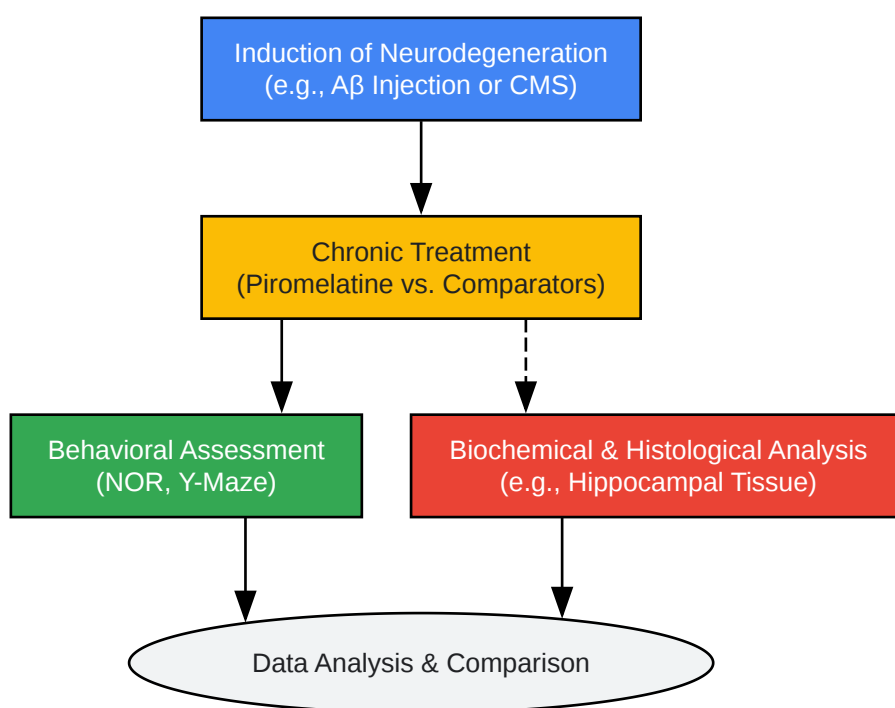 Induction of Neurodegeneration
(e.g., Aβ Injection or CMS)
Chronic Treatment
(Piromelatine vs. Comparators)
Behavioral Assessment
(NOR, Y-Maze)
Biochemical & Histological Analysis
(e.g., Hippocampal Tissue)
Data Analysis & Comparison